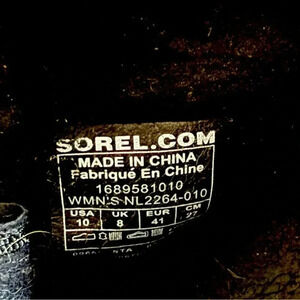 SOREL.COM
MADE IN CHINA
Fabriqué En Chine
1689581010
WMN'S NL2264-010
USA UK EUR CM
10 8 41 27